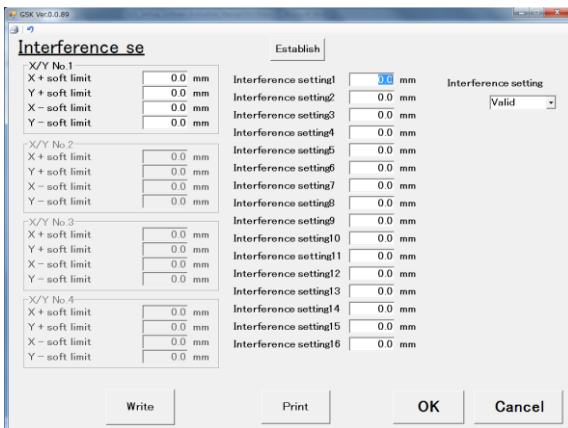 GSK Ver.0.0.89
Interference se
Establish
X/Y No.1
X + soft limit 0.0 mm
Y + soft limit 0.0 mm
X - soft limit 0.0 mm
Y - soft limit 0.0 mm
X/Y No.2
X + soft limit 0.0 mm
Y + soft limit 0.0 mm
X - soft limit 0.0 mm
Y - soft limit 0.0 mm
X/Y No.3
X + soft limit 0.0 mm
Y + soft limit 0.0 mm
X - soft limit 0.0 mm
Y - soft limit 0.0 mm
X/Y No.4
X + soft limit 0.0 mm
Y + soft limit 0.0 mm
X - soft limit 0.0 mm
Y - soft limit 0.0 mm
Interference setting1 0.0 mm
Interference setting2 0.0 mm
Interference setting3 0.0 mm
Interference setting4 0.0 mm
Interference setting5 0.0 mm
Interference setting6 0.0 mm
Interference setting7 0.0 mm
Interference setting8 0.0 mm
Interference setting9 0.0 mm
Interference setting10 0.0 mm
Interference setting11 0.0 mm
Interference setting12 0.0 mm
Interference setting13 0.0 mm
Interference setting14 0.0 mm
Interference setting15 0.0 mm
Interference setting16 0.0 mm
Interference setting
Valid
Write
Print
OK
Cancel